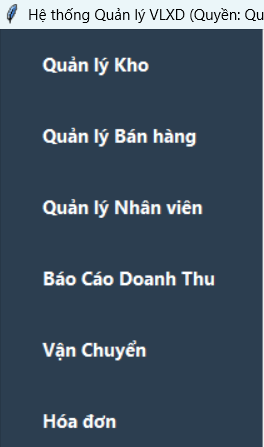 Hệ thống Quản lý VLXD (Quyền: Qu
Quản lý Kho
Quản lý Bán hàng
Quản lý Nhân viên
Báo Cáo Doanh Thu
Vận Chuyển
Hóa đơn